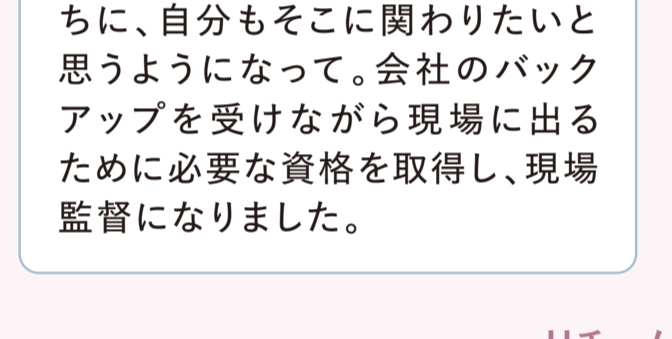 ちに、自分もそこに関わりたいと
思うようになって。会社のバック
アップを受けながら現場に出る
ために必要な資格を取得し、現場
監督になりました。